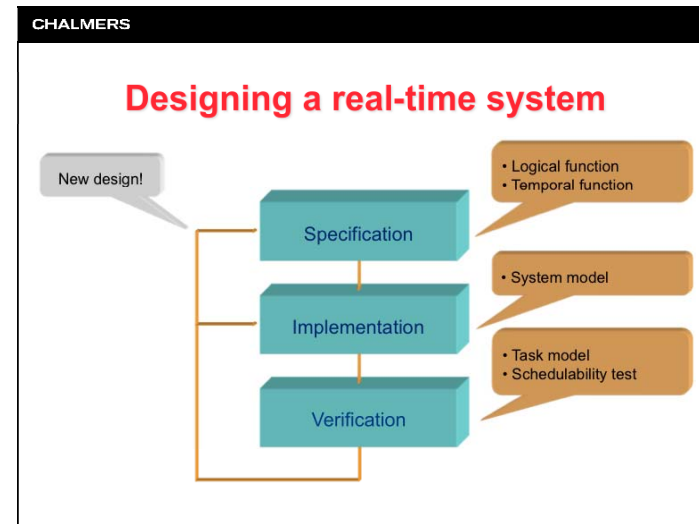 CHALMERS
Designing a real-time system
New design!
• Logical function
• Temporal function
Specification
• System model
Implementation
• Task model
• Schedulability test
Verification